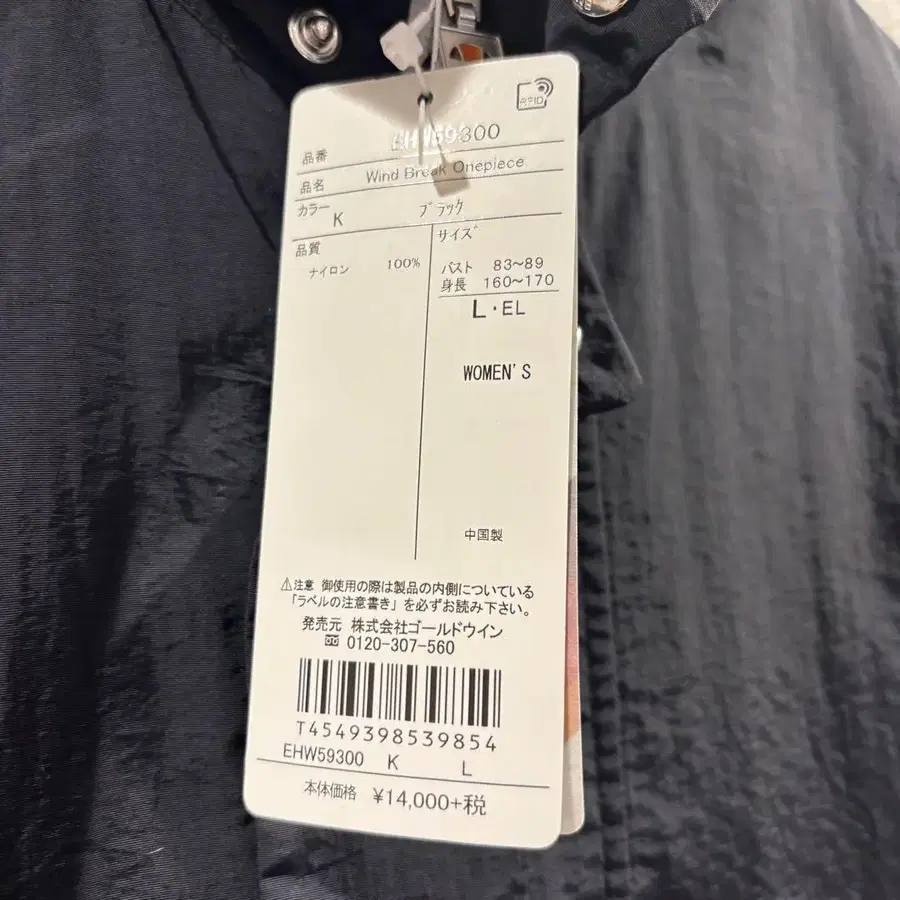 RFID
品番 EHW59300
品名 Wind Break Onepiece
カラー K ブラック
品質
ナイロン 100%
サイズ
バスト 83~89
身長 160~170
L・EL
WOMEN'S
中国製
⚠注意 御使用の際は製品の内側についている
「ラベルの注意書き」を必ずお読み下さい。
発売元 株式会社ゴールドウイン
0120-307-560
T4549398539854
EHW59300 K L
本体価格 ¥14,000+税